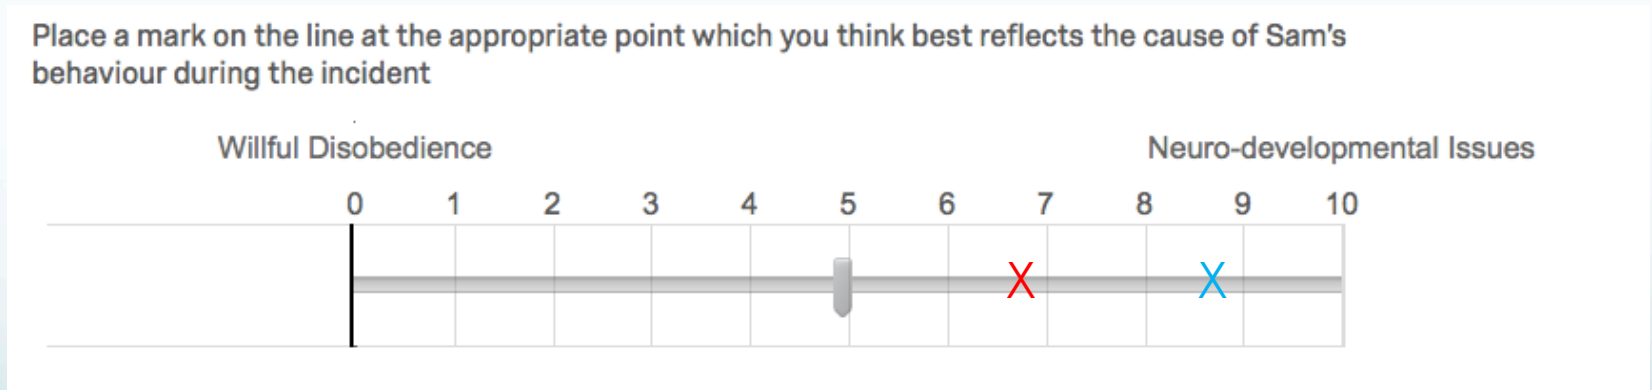 Place a mark on the line at the appropriate point which you think best reflects the cause of Sam's
behaviour during the incident
Willful Disobedience Neuro-developmental Issues
0 1 2 3 4 5 6 7 8 9 10
X X